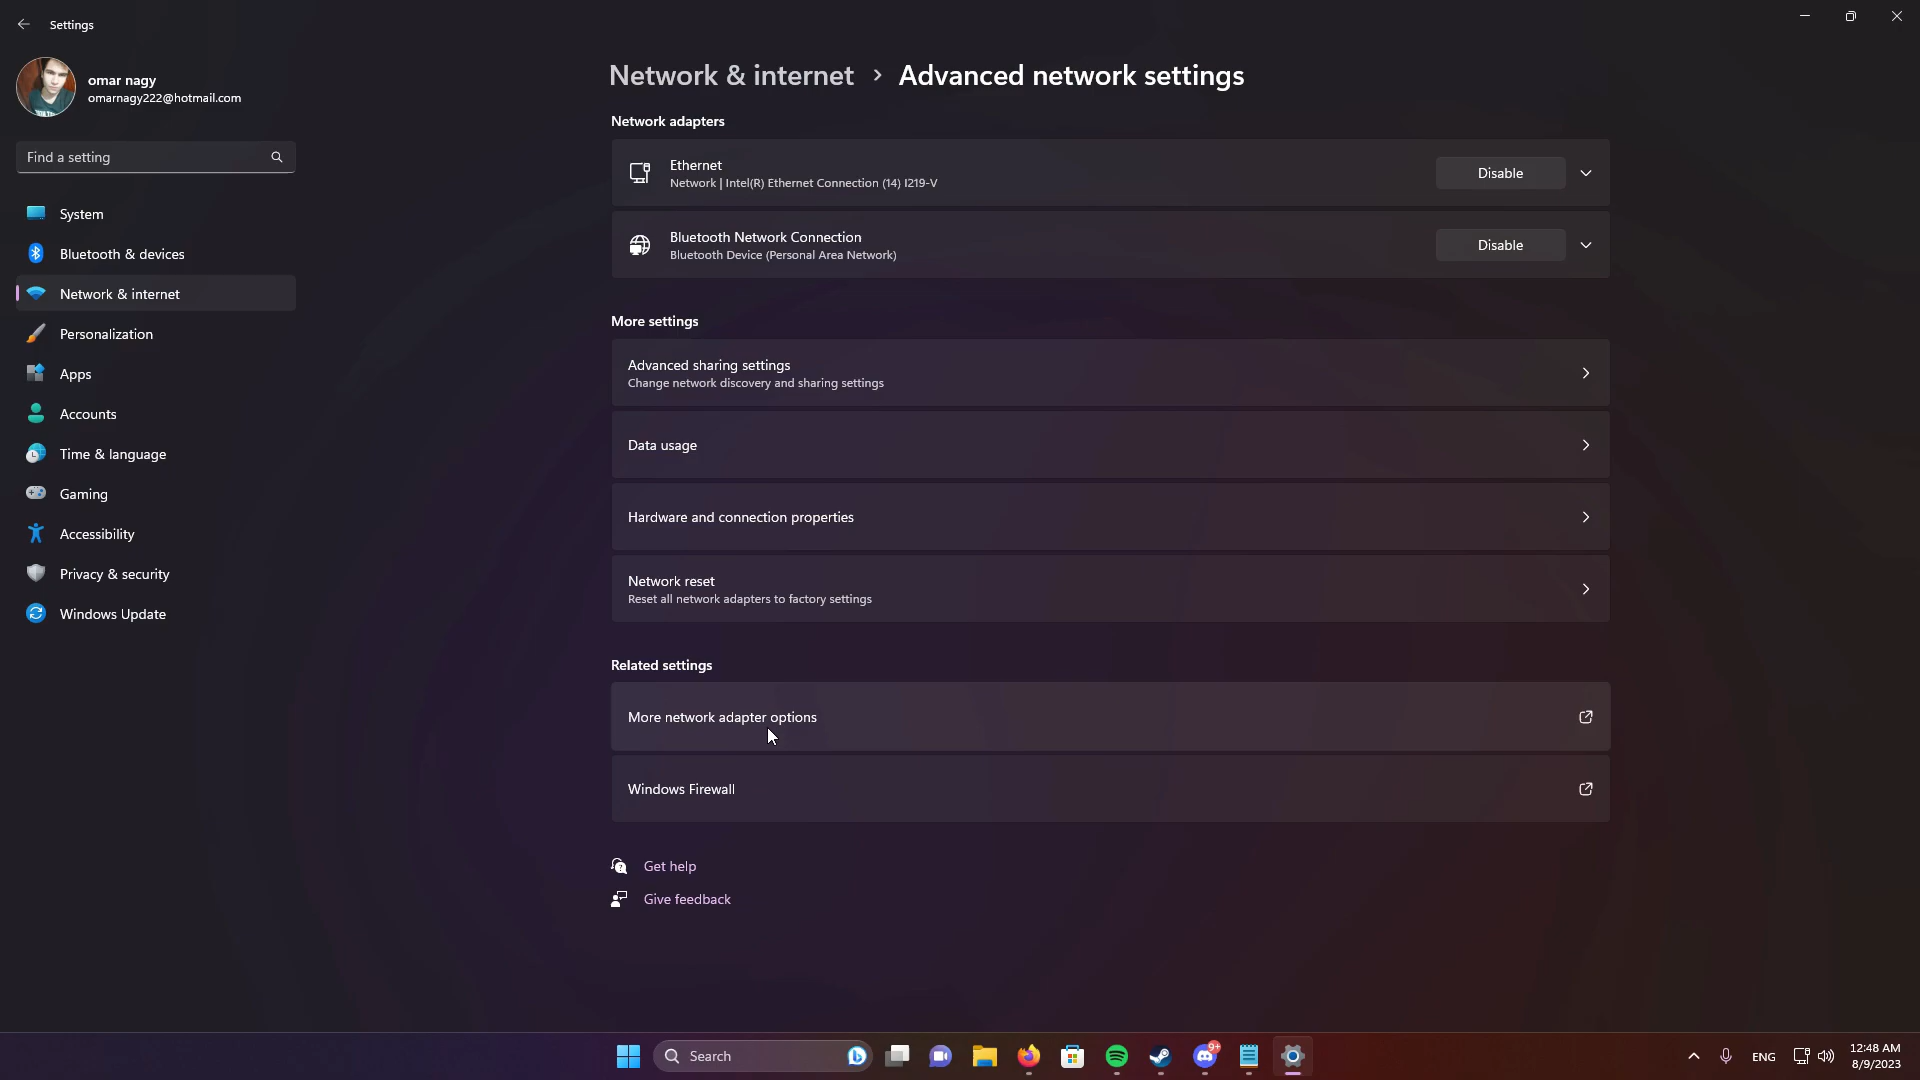 Settings
omar nagy
omarnagy222@hotmail.com
Find a setting
System
Bluetooth & devices
Network & internet
Personalization
Apps
Accounts
Time & language
Gaming
Accessibility
Privacy & security
Windows Update
Network & internet › Advanced network settings
Network adapters
Ethernet
Network | Intel(R) Ethernet Connection (14) I219-V
Disable
Bluetooth Network Connection
Bluetooth Device (Personal Area Network)
Disable
More settings
Advanced sharing settings
Change network discovery and sharing settings
Data usage
Hardware and connection properties
Network reset
Reset all network adapters to factory settings
Related settings
More network adapter options
Windows Firewall
Get help
Give feedback
Search
9+
ENG
12:48 AM
8/9/2023